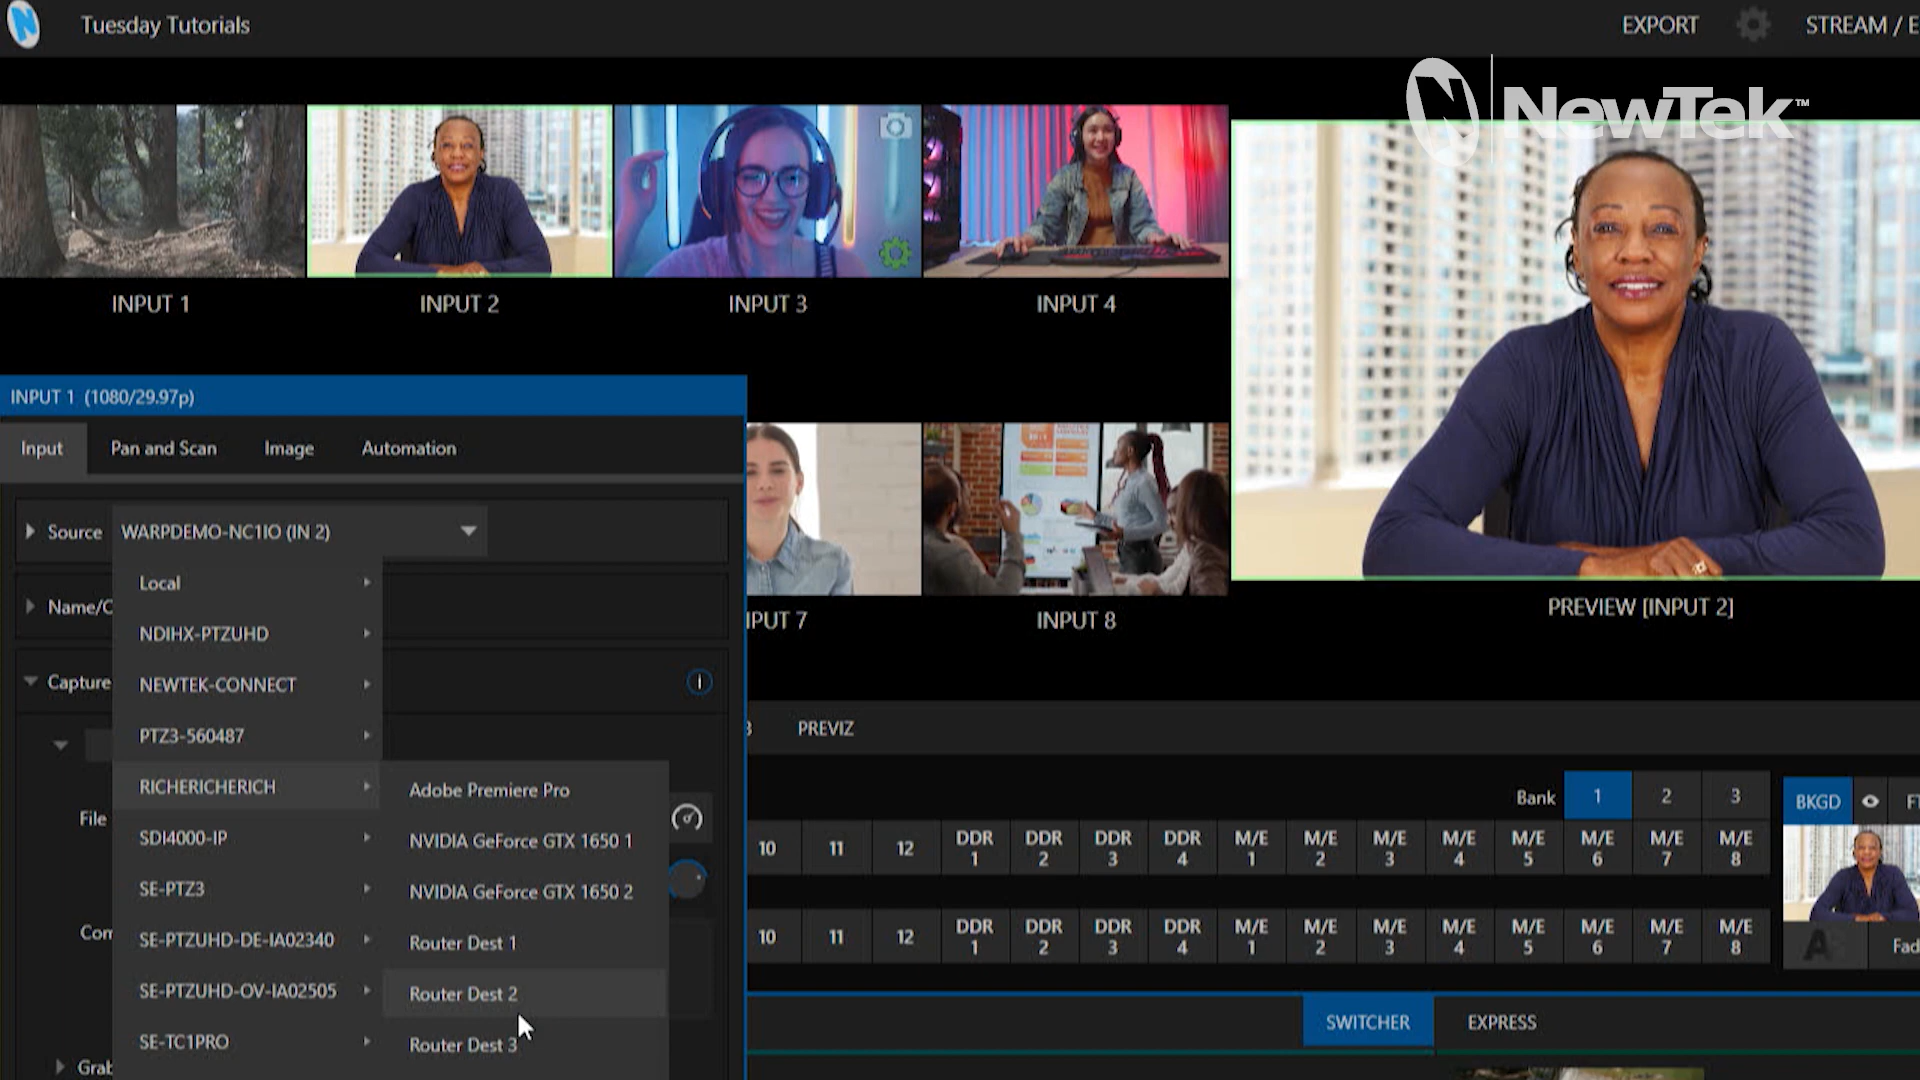 Tuesday Tutorials
EXPORT
STREAM / E
NewTek™
INPUT 1
INPUT 2
INPUT 3
INPUT 4
INPUT 1 (1080/29.97p)
Input
Pan and Scan
Image
Automation
Source
WARPDEMO-NC1IO (IN 2)
Local
Name/C
NDIHX-PTZUHD
Capture
NEWTEK-CONNECT
PTZ3-560487
RICHERICHERICH
File
SDI4000-IP
SE-PTZ3
Com
SE-PTZUHD-DE-IA02340
SE-PTZUHD-OV-IA02505
SE-TC1PRO
Grab
Adobe Premiere Pro
NVIDIA GeForce GTX 1650 1
NVIDIA GeForce GTX 1650 2
Router Dest 1
Router Dest 2
Router Dest 3
IPUT 7
INPUT 8
PREVIEW [INPUT 2]
PREVIZ
Bank
1
2
3
BKGD
FT
10
11
12
DDR 1
DDR 2
DDR 3
DDR 4
M/E 1
M/E 2
M/E 3
M/E 4
M/E 5
M/E 6
M/E 7
M/E 8
10
11
12
DDR 1
DDR 2
DDR 3
DDR 4
M/E 1
M/E 2
M/E 3
M/E 4
M/E 5
M/E 6
M/E 7
M/E 8
A
Fad
SWITCHER
EXPRESS